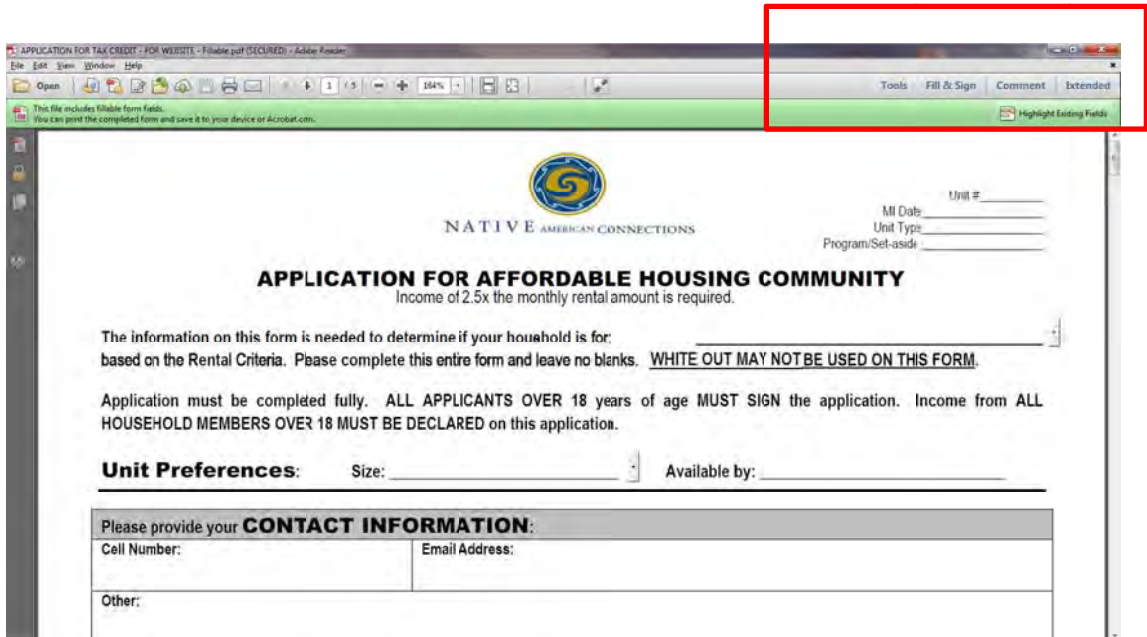 APPLICATION FOR TAX CREDIT - FOR WEBSITE - Fillable.pdf (SECURED) - Adobe Reader
File Edit View Window Help
Open 1 / 5 164% Tools Fill & Sign Comment Extended
This file includes fillable form fields.
You can print the completed form and save it to your device or Acrobat.com.
Highlight Existing Fields
Unit #
MI Date
NATIVE AMERICAN CONNECTIONS
Unit Type
Program/Set-aside
APPLICATION FOR AFFORDABLE HOUSING COMMUNITY
Income of 2.5x the monthly rental amount is required.
The information on this form is needed to determine if your household is for:
based on the Rental Criteria. Please complete this entire form and leave no blanks. WHITE OUT MAY NOT BE USED ON THIS FORM.
Application must be completed fully. ALL APPLICANTS OVER 18 years of age MUST SIGN the application. Income from ALL
HOUSEHOLD MEMBERS OVER 18 MUST BE DECLARED on this application.
Unit Preferences: Size: Available by:
Please provide your CONTACT INFORMATION:
Cell Number: Email Address:
Other: